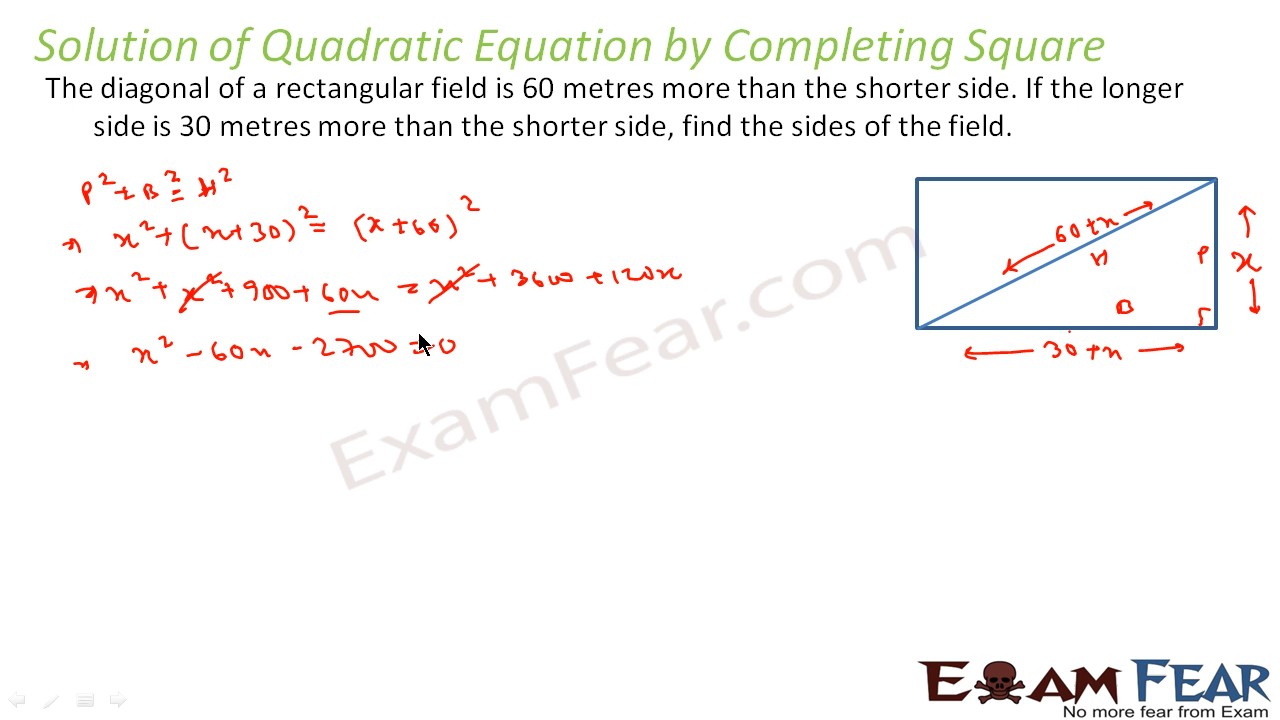 Solution of Quadratic Equation by Completing Square
The diagonal of a rectangular field is 60 metres more than the shorter side. If the longer
side is 30 metres more than the shorter side, find the sides of the field.
P² + B² = H²
→ x² + (x+30)² = (x+60)²
→ x² + x² + 900 + 60x = x² + 3600 + 120x
→ x² - 60x - 2700 = 0
60+x
H
P
x
B
30+x
ExamFear.com
EXAM FEAR
No more fear from Exam